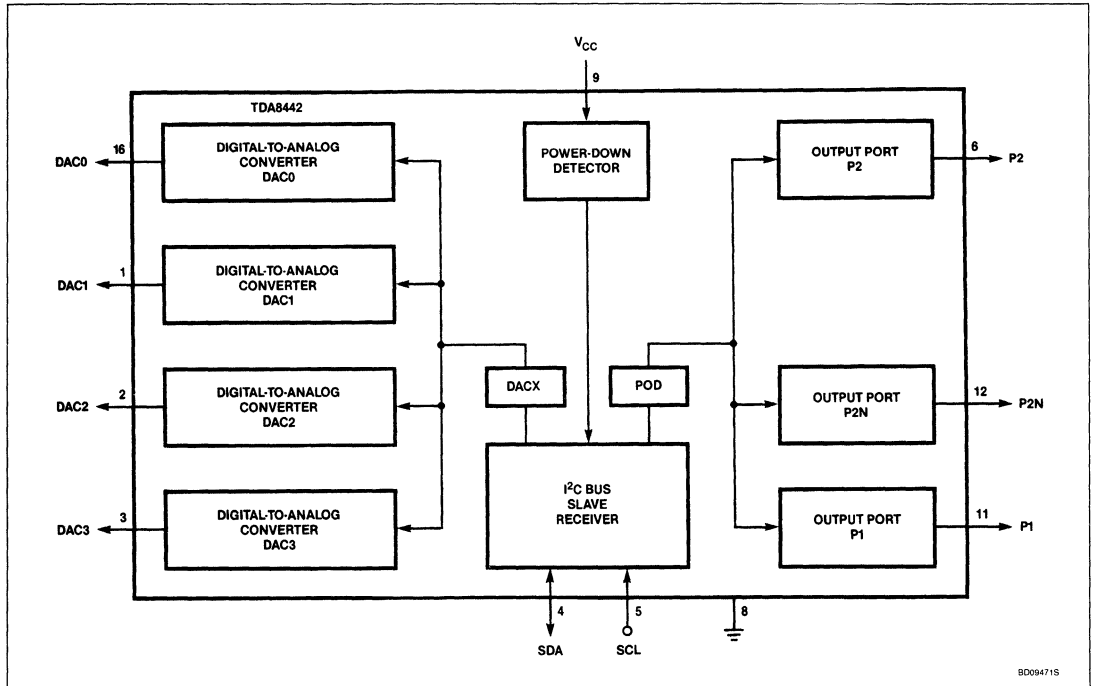 VCC
9
TDA8442
16
DAC0
DIGITAL-TO-ANALOG
CONVERTER
DAC0
POWER-DOWN
DETECTOR
OUTPUT PORT
P2
6
P2
1
DAC1
DIGITAL-TO-ANALOG
CONVERTER
DAC1
DACX
POD
2
DAC2
DIGITAL-TO-ANALOG
CONVERTER
DAC2
OUTPUT PORT
P2N
12
P2N
I²C BUS
SLAVE
RECEIVER
3
DAC3
DIGITAL-TO-ANALOG
CONVERTER
DAC3
OUTPUT PORT
P1
11
P1
4
5
8
SDA
SCL
BD09471S